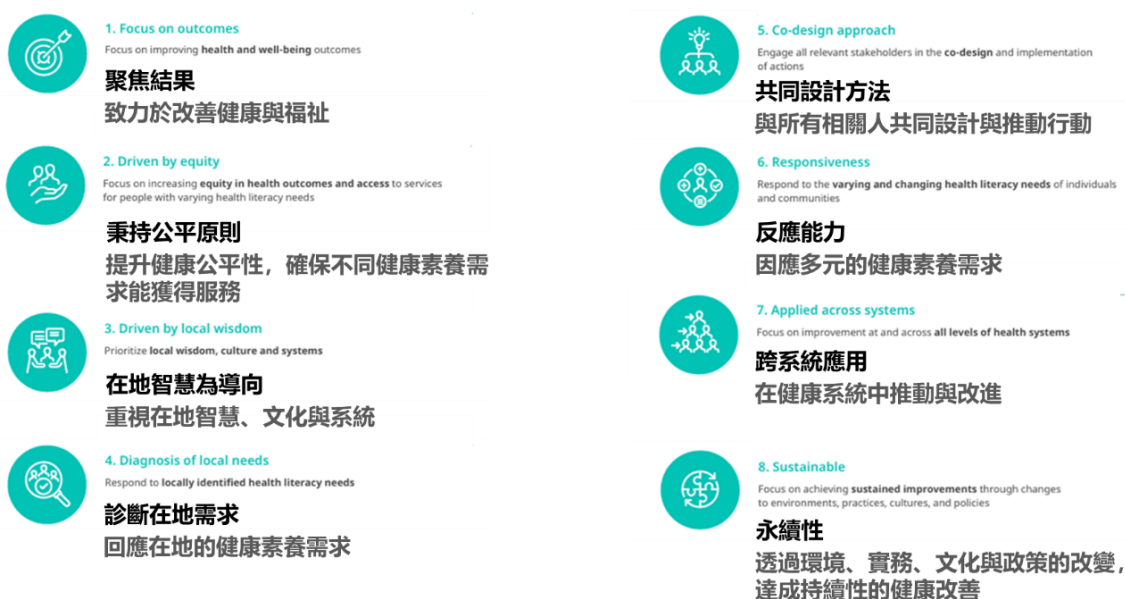 1. Focus on outcomes
Focus on improving health and well-being outcomes
聚焦結果
致力於改善健康與福祉
2. Driven by equity
Focus on increasing equity in health outcomes and access to services
for people with varying health literacy needs
秉持公平原則
提升健康公平性，確保不同健康素養需
求能獲得服務
3. Driven by local wisdom
Prioritize local wisdom, culture and systems
在地智慧為導向
重視在地智慧、文化與系統
4. Diagnosis of local needs
Respond to locally identified health literacy needs
診斷在地需求
回應在地的健康素養需求
5. Co-design approach
Engage all relevant stakeholders in the co-design and implementation
of actions
共同設計方法
與所有相關人共同設計與推動行動
6. Responsiveness
Respond to the varying and changing health literacy needs of individuals
and communities
反應能力
因應多元的健康素養需求
7. Applied across systems
Focus on improvement at and across all levels of health systems
跨系統應用
在健康系統中推動與改進
8. Sustainable
Focus on achieving sustained improvements through changes
to environments, practices, cultures, and policies
永續性
透過環境、實務、文化與政策的改變，
達成持續性的健康改善